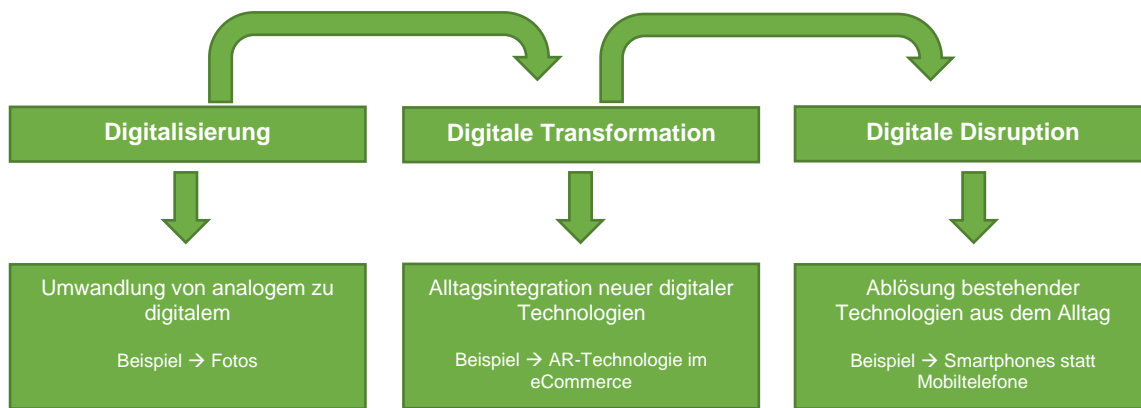 Digitalisierung
Digitale Transformation
Digitale Disruption
Umwandlung von analogem zu
digitalem
Beispiel → Fotos
Alltagsintegration neuer digitaler
Technologien
Beispiel → AR-Technologie im
eCommerce
Ablösung bestehender
Technologien aus dem Alltag
Beispiel → Smartphones statt
Mobiltelefone